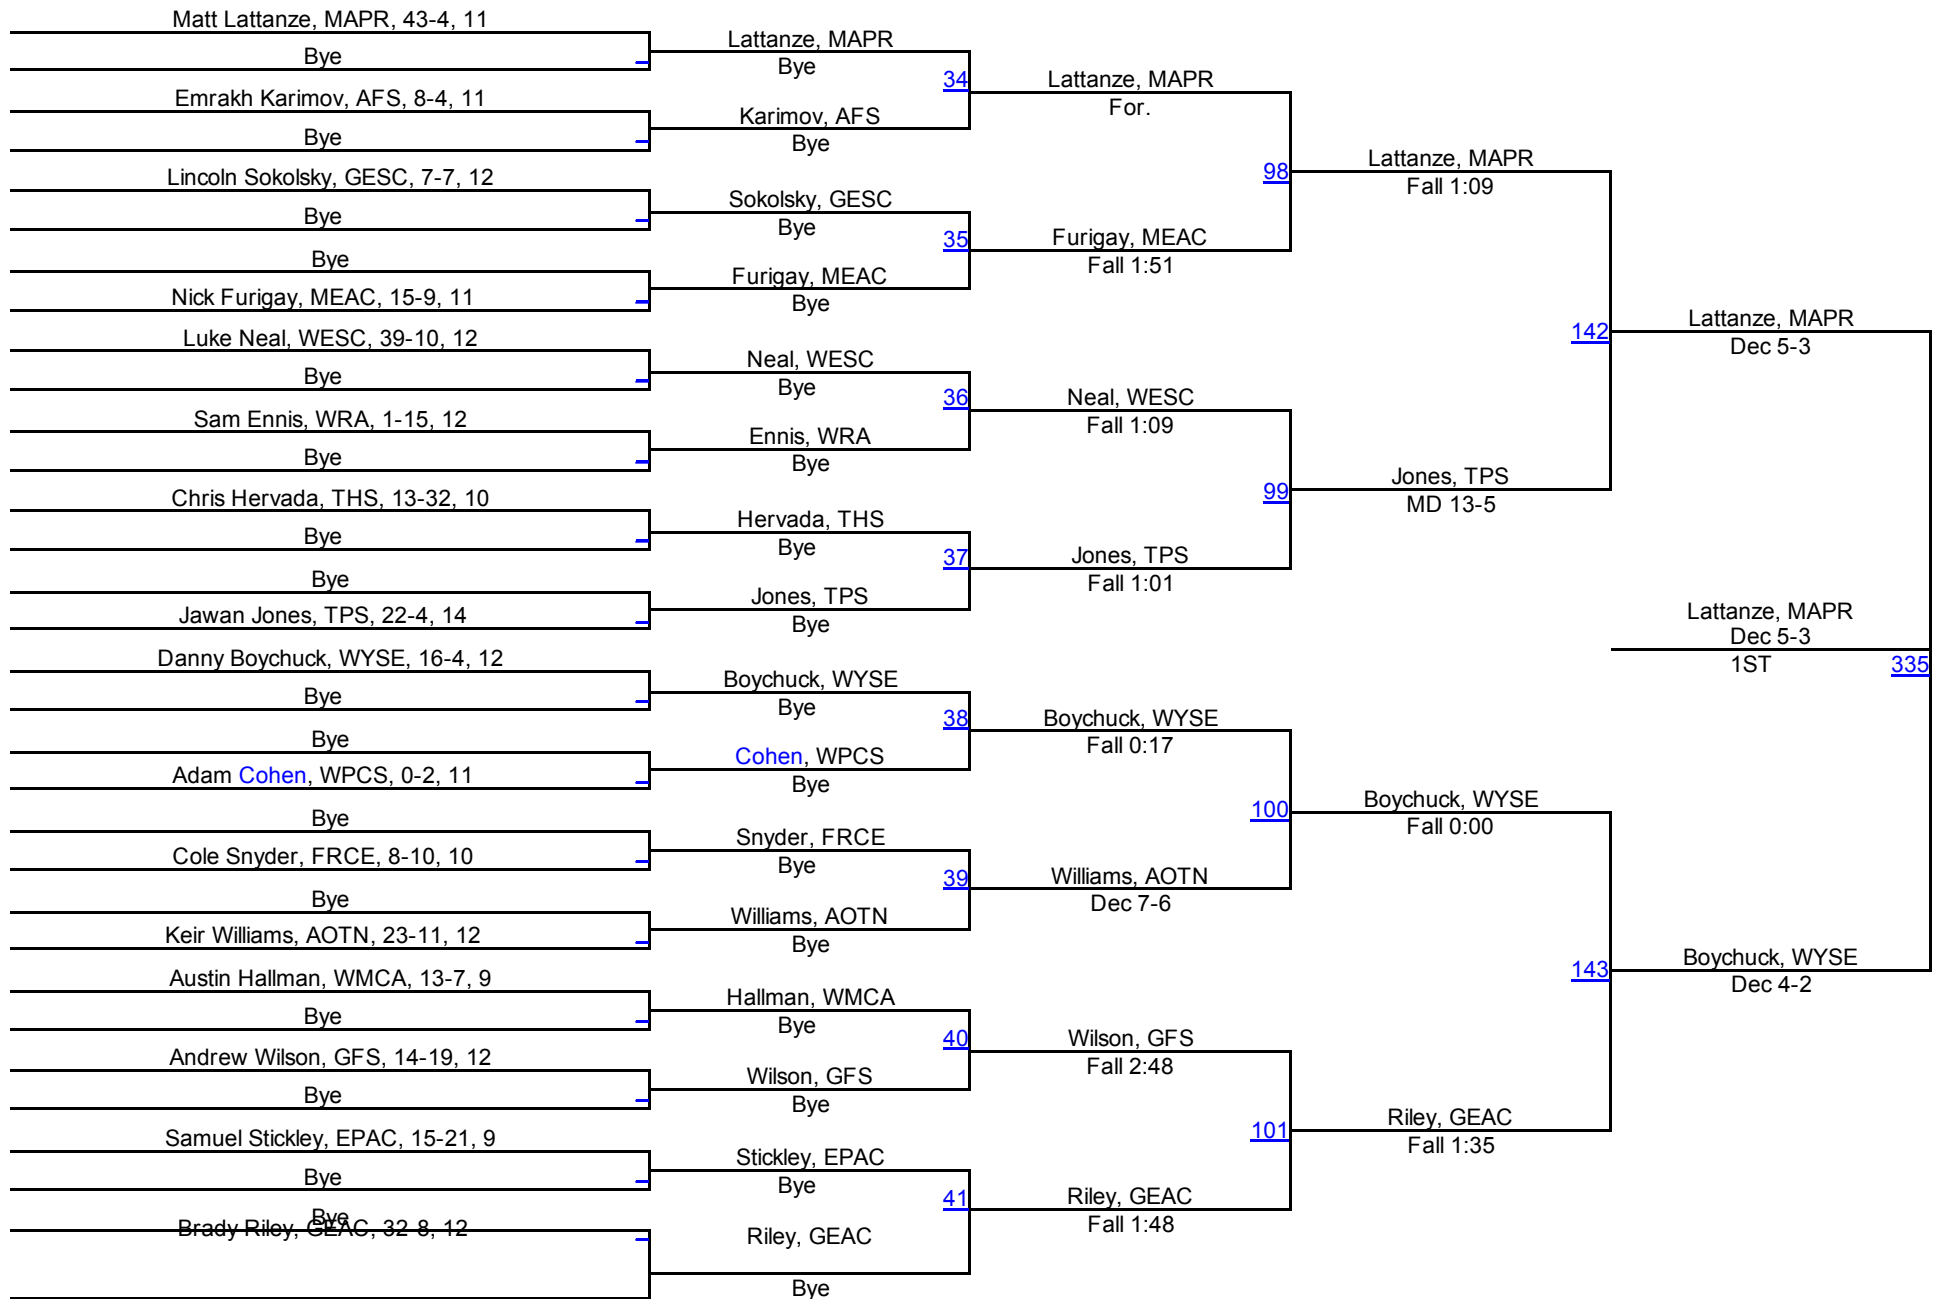 Matt Lattanze, MAPR, 43-4, 11
Bye
Emrakh Karimov, AFS, 8-4, 11
Bye
Lincoln Sokolsky, GESC, 7-7, 12
Bye
Bye
Nick Furigay, MEAC, 15-9, 11
Luke Neal, WESC, 39-10, 12
Bye
Sam Ennis, WRA, 1-15, 12
Bye
Chris Hervada, THS, 13-32, 10
Bye
Bye
Jawan Jones, TPS, 22-4, 14
Danny Boychuck, WYSE, 16-4, 12
Bye
Bye
Adam Cohen, WPCS, 0-2, 11
Bye
Cole Snyder, FRCE, 8-10, 10
Bye
Keir Williams, AOTN, 23-11, 12
Austin Hallman, WMCA, 13-7, 9
Bye
Andrew Wilson, GFS, 14-19, 12
Bye
Samuel Stickley, EPAC, 15-21, 9
Bye
Bye
Brady Riley, GEAC, 32-8, 12
Lattanze, MAPR
Bye
34
Karimov, AFS
Bye
Sokolsky, GESC
Bye
35
Furigay, MEAC
Bye
Neal, WESC
Bye
36
Ennis, WRA
Bye
Hervada, THS
Bye
37
Jones, TPS
Bye
Boychuck, WYSE
Bye
38
Cohen, WPCS
Bye
Snyder, FRCE
Bye
39
Williams, AOTN
Bye
Hallman, WMCA
Bye
40
Wilson, GFS
Bye
Stickley, EPAC
Bye
41
Riley, GEAC
Bye
Lattanze, MAPR
For.
98
Furigay, MEAC
Fall 1:51
Neal, WESC
Fall 1:09
99
Jones, TPS
Fall 1:01
Boychuck, WYSE
Fall 0:17
100
Williams, AOTN
Dec 7-6
Wilson, GFS
Fall 2:48
101
Riley, GEAC
Fall 1:48
Lattanze, MAPR
Fall 1:09
142
Jones, TPS
MD 13-5
Boychuck, WYSE
Fall 0:00
143
Riley, GEAC
Fall 1:35
Lattanze, MAPR
Dec 5-3
Lattanze, MAPR
Dec 5-3
1ST
335
Boychuck, WYSE
Dec 4-2